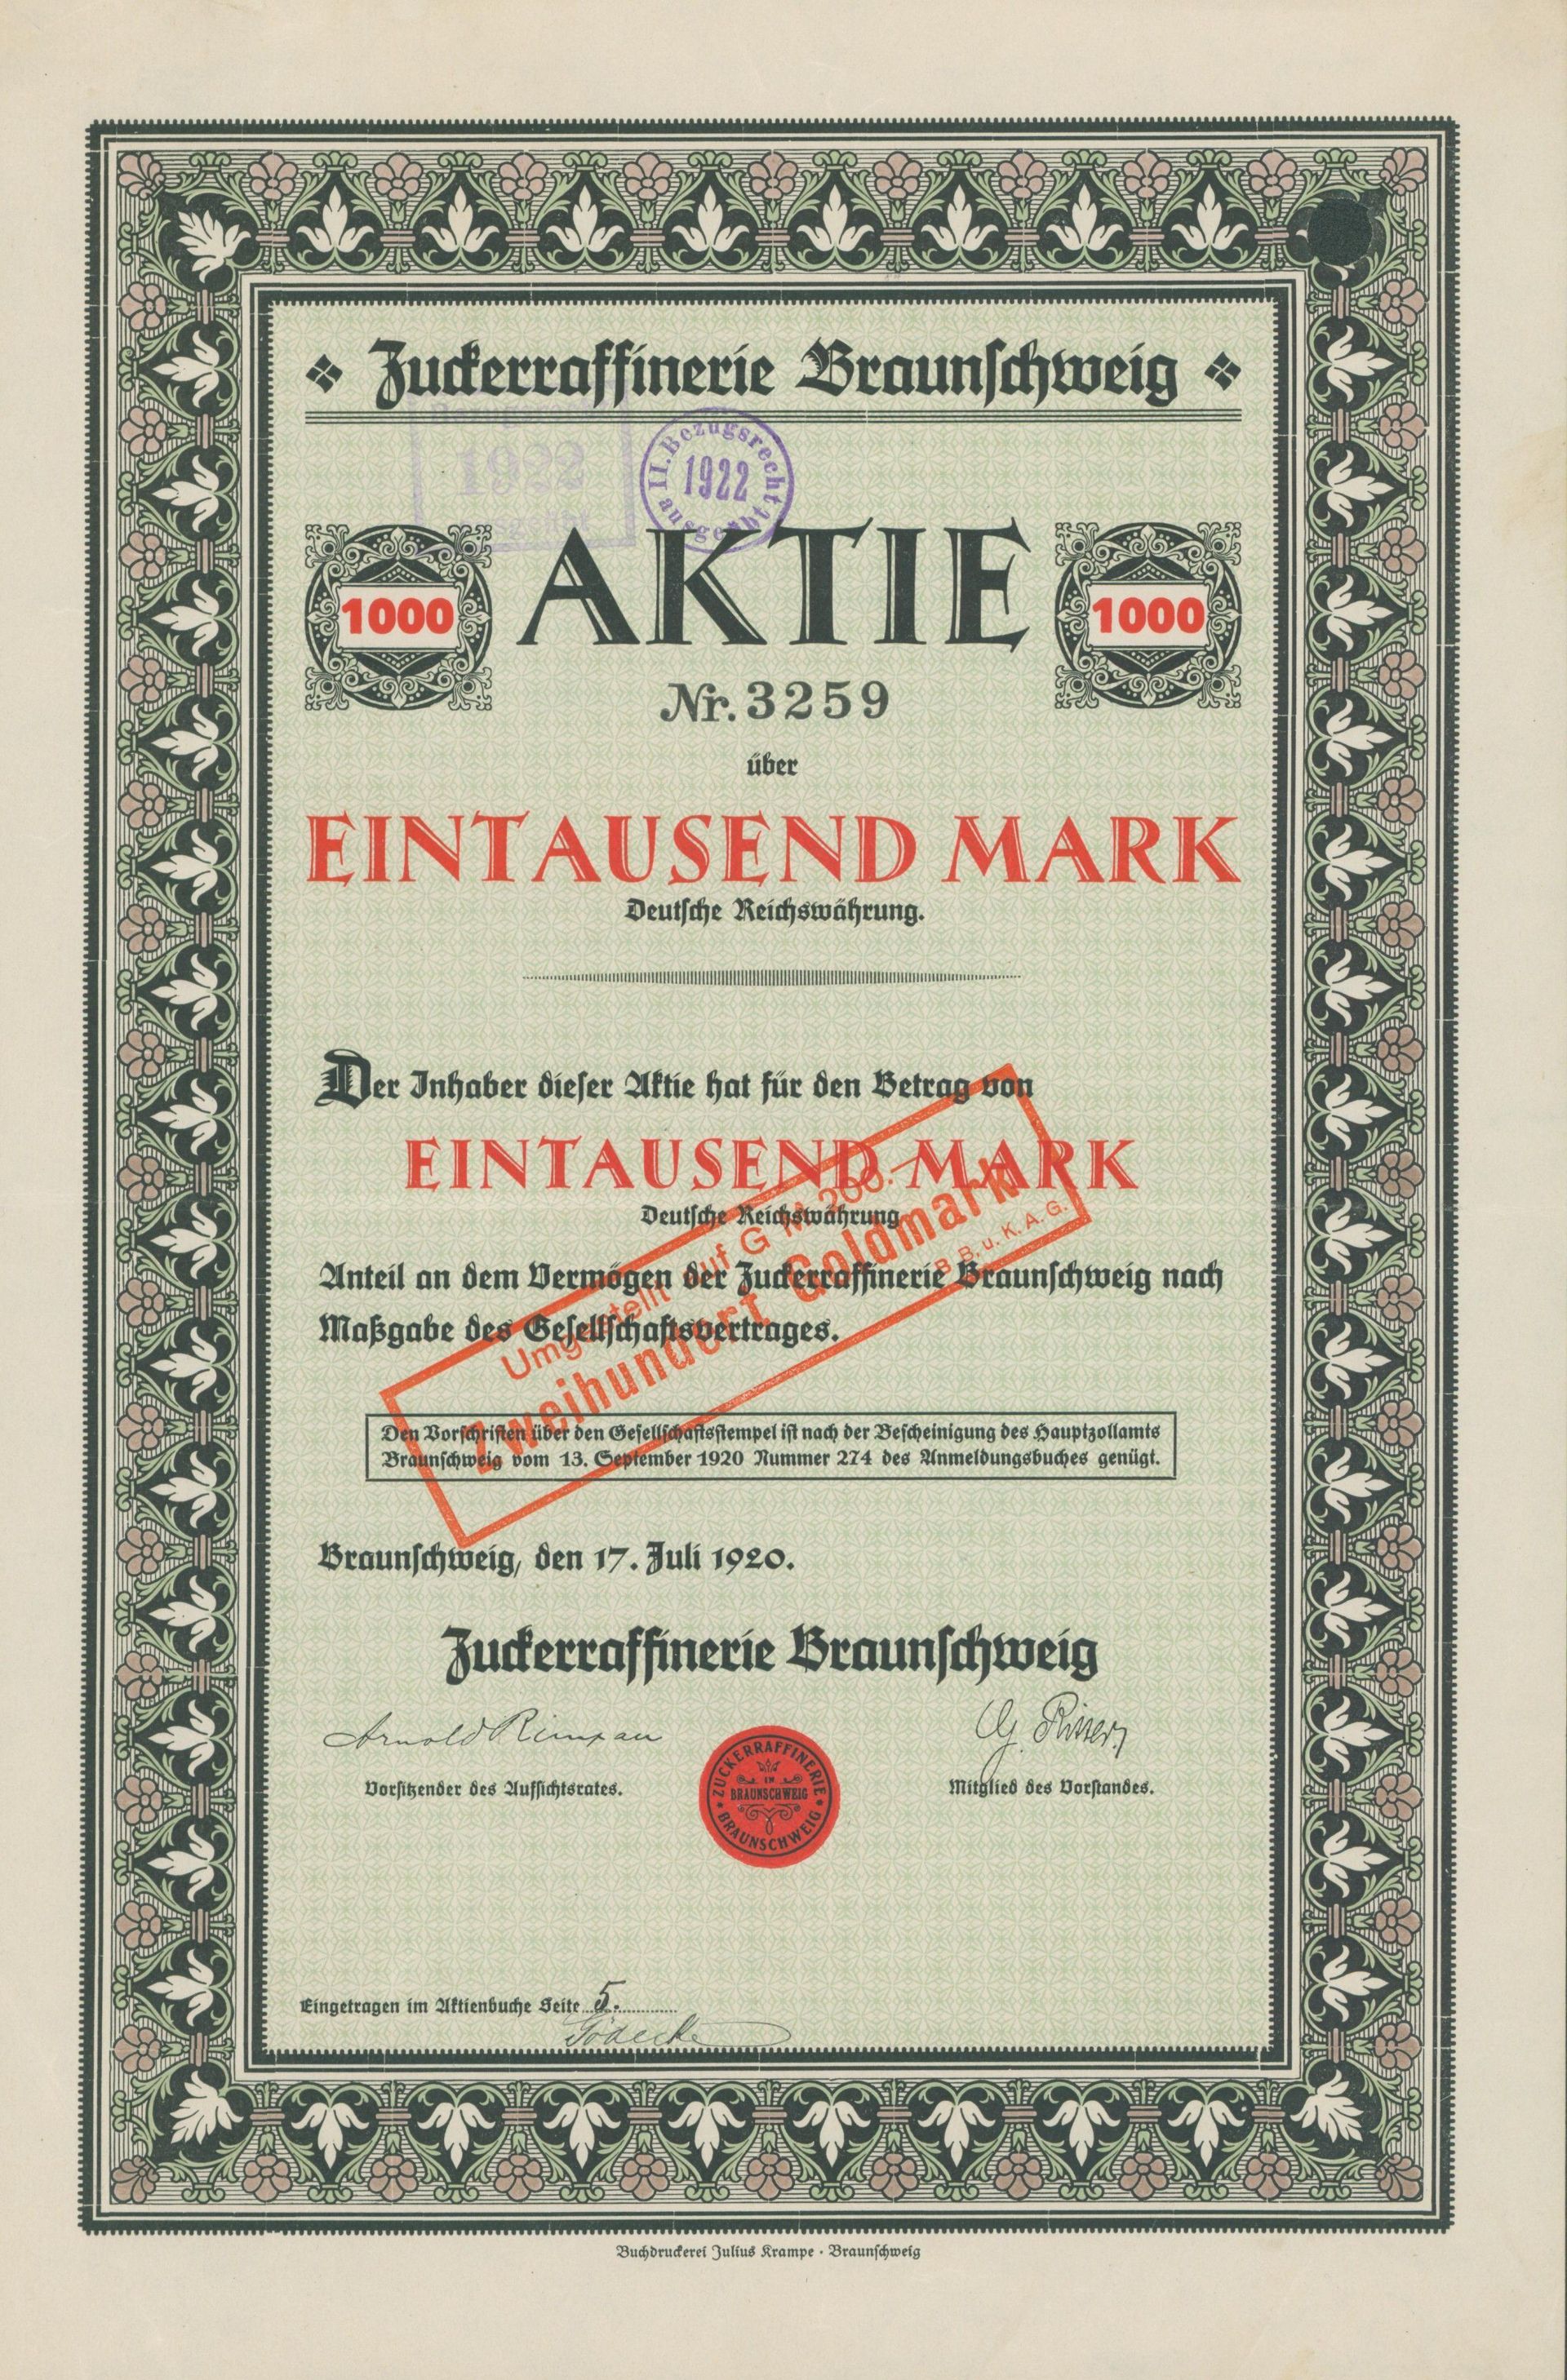 Zuckerraffinerie Braunschweig
1922
II. Bezugsrecht
1922
ausgeübt
AKTIE
1000
1000
Nr. 3259
über
EINTAUSEND MARK
Deutsche Reichswährung.
Der Inhaber dieser Aktie hat für den Betrag von
EINTAUSEND MARK
Deutsche Reichswährung
Anteil an dem Vermögen der Zuckerraffinerie Braunschweig nach
Maßgabe des Gesellschaftsvertrages.
Umgestellt auf G M 200.—
Zweihundert Goldmark
B. B. u. K. A. G.
Den Vorschriften über den Gesellschaftsstempel ist nach der Bescheinigung des Hauptzollamts
Braunschweig vom 13. September 1920 Nummer 274 des Anmeldungsbuches genügt.
Braunschweig, den 17. Juli 1920.
Zuckerraffinerie Braunschweig
Arnold Rimpau
Vorsitzender des Aufsichtsrates.
Mitglied des Vorstandes.
ZUCKERRAFFINERIE
IN
BRAUNSCHWEIG
BRAUNSCHWEIG
Eingetragen im Aktienbuche Seite 5.
Gödecke
Buchdruckerei Julius Krampe · Braunschweig